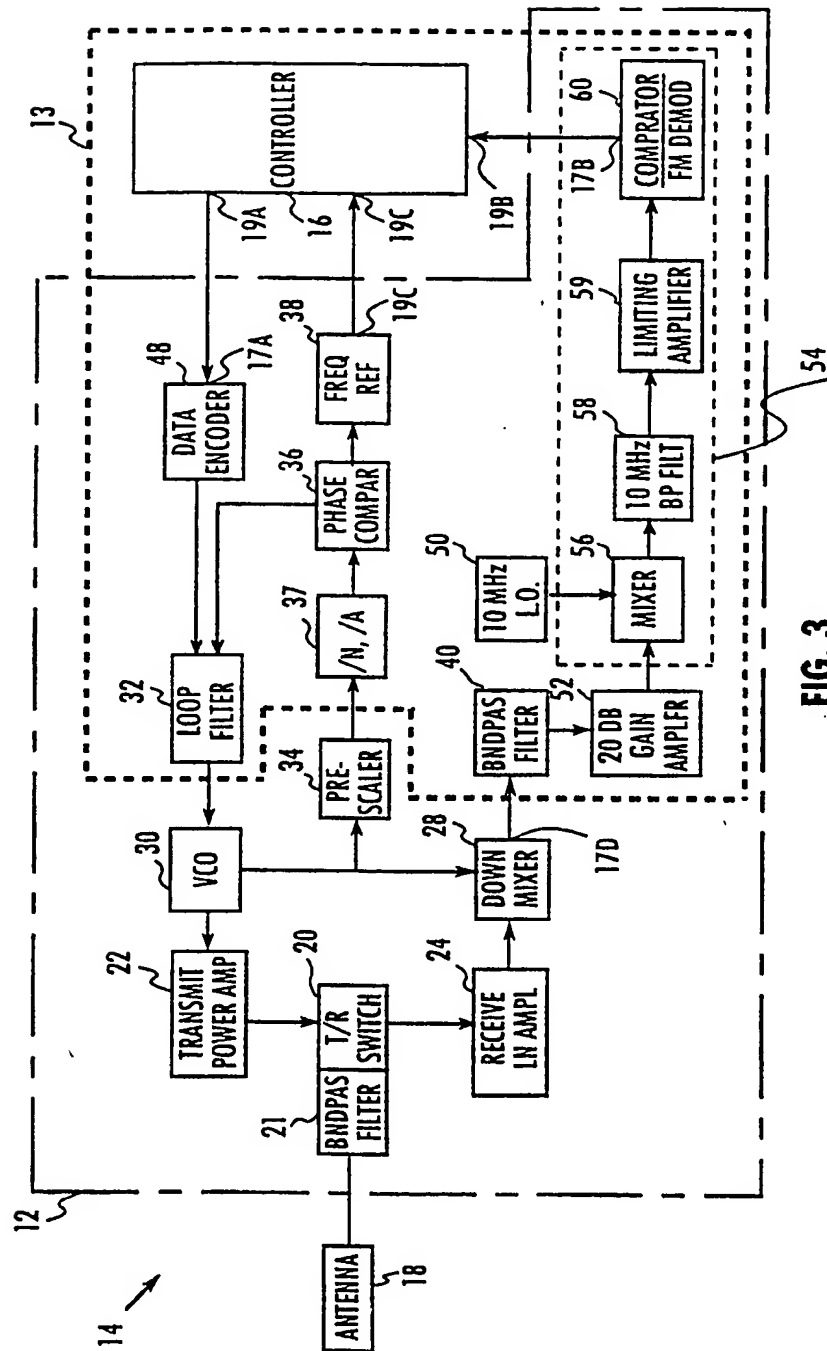 14
12
13
ANTENNA
18
21
BNDPAS
FILTER
T/R
SWITCH
20
22
TRANSMIT
POWER AMP
30
VCO
32
LOOP
FILTER
48
DATA
ENCODER
17A
19A
CONTROLLER
16
19C
19B
34
PRE-
SCALER
37
/N, /A
36
PHASE
COMPAR
38
FREQ
REF
19C
24
RECEIVE
LN AMPL
28
DOWN
MIXER
17D
40
BNDPAS
FILTER
52
20 DB
GAIN
AMPLFR
50
10 MHz
L.O.
56
MIXER
58
10 MHz
BP FILT
59
LIMITING
AMPLIFIER
60
COMPRATOR
FM DEMOD
17B
54
FIG. 3